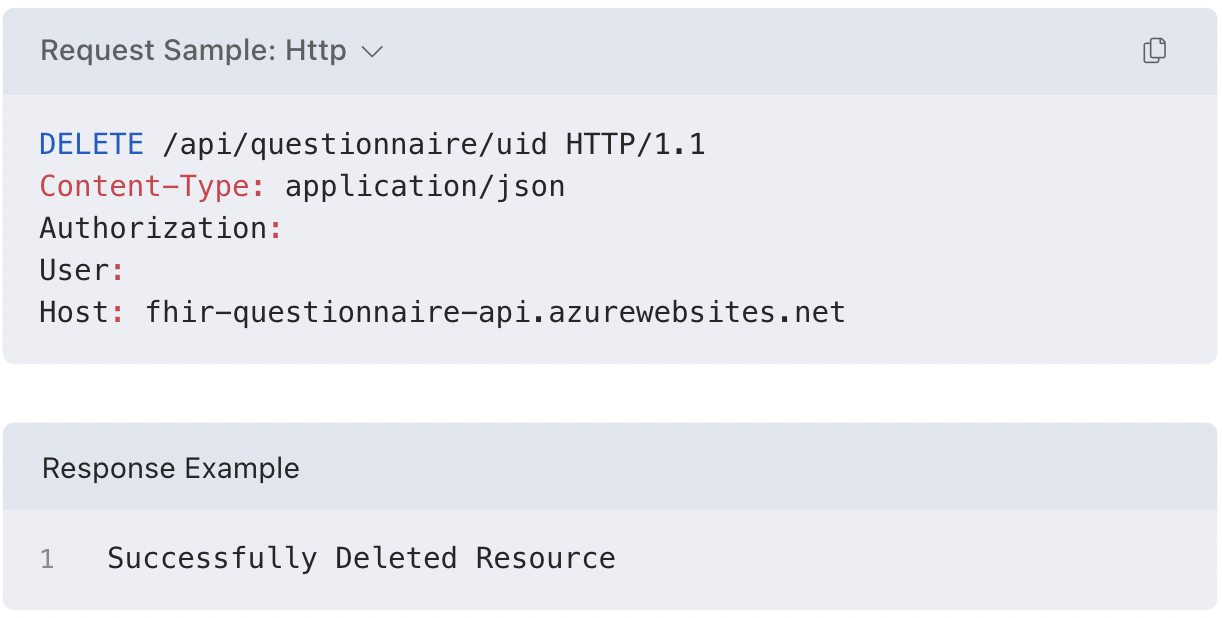 Request Sample: Http
DELETE /api/questionnaire/uid HTTP/1.1
Content-Type: application/json
Authorization:
User:
Host: fhir-questionnaire-api.azurewebsites.net
Response Example
1 Successfully Deleted Resource